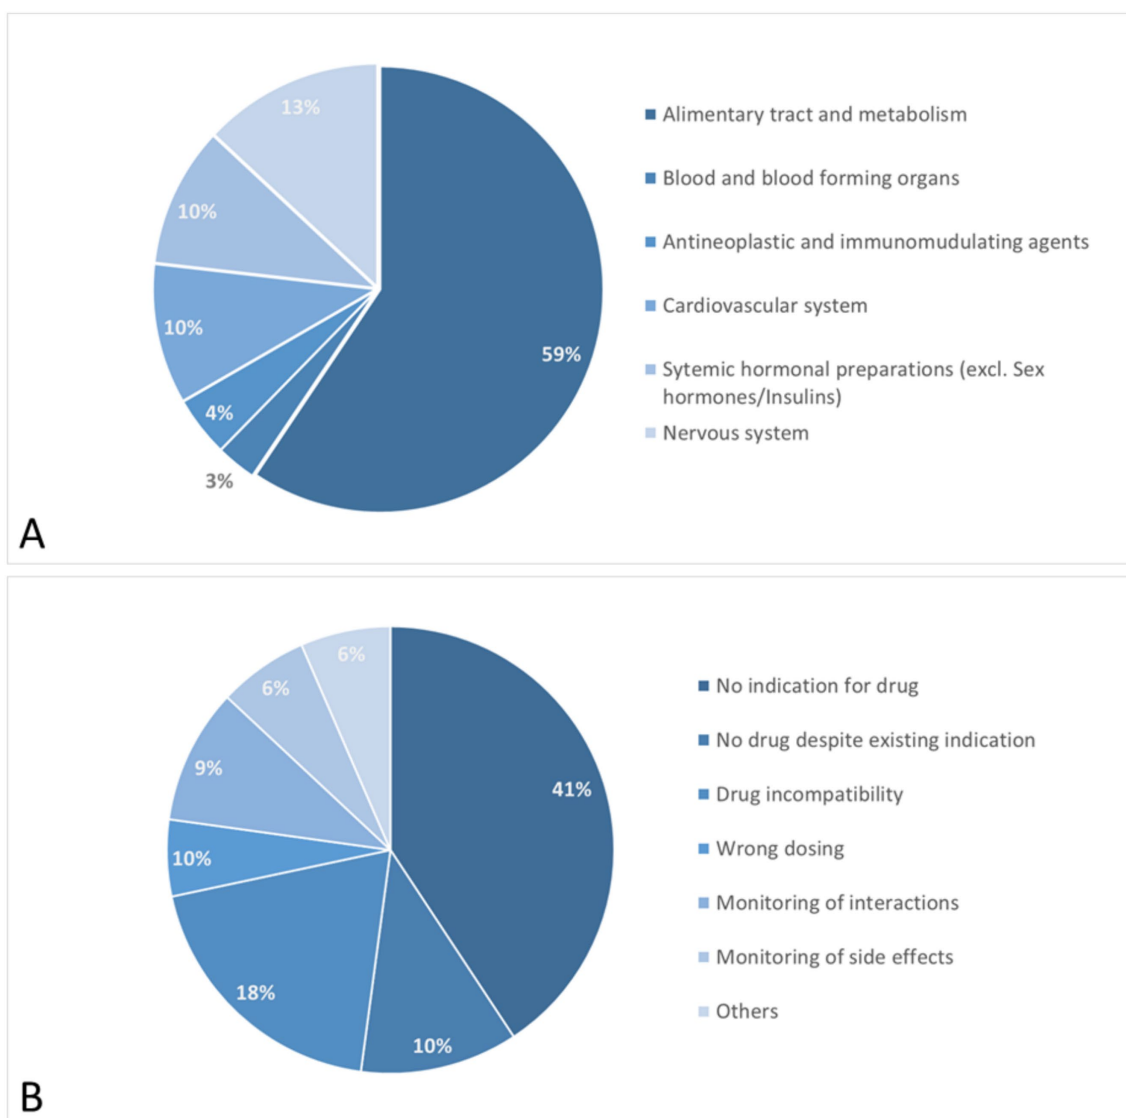 13%
10%
10%
4%
3%
59%
Alimentary tract and metabolism
Blood and blood forming organs
Antineoplastic and immunomudulating agents
Cardiovascular system
Sytemic hormonal preparations (excl. Sex
hormones/Insulins)
Nervous system
A
6%
6%
9%
10%
18%
10%
41%
No indication for drug
No drug despite existing indication
Drug incompatibility
Wrong dosing
Monitoring of interactions
Monitoring of side effects
Others
B